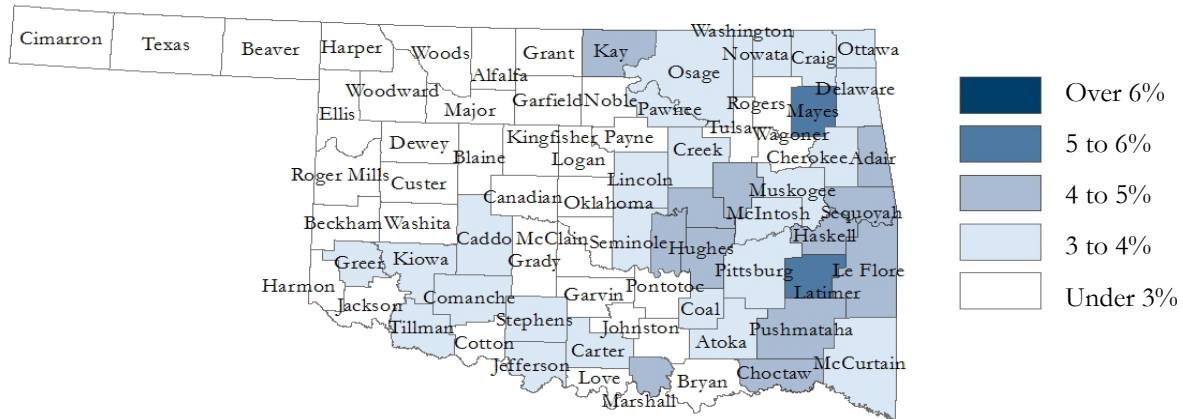 Cimarron Texas Beaver Harper Woods Alfalfa Grant Kay Washington Nowata Craig Ottawa
Osage Delaware
Woodward Ellis Major Garfield Noble Pawnee Rogers Mayes
Dewey Blaine Kingfisher Payne Tulsa Wagoner
Logan Creek Cherokee Adair
Roger Mills Custer Lincoln Muskogee
Canadian Oklahoma
Beckham Washita McIntosh Sequoyah
Caddo McClain Seminole Hughes Haskell
Greer Kiowa Grady Pittsburg Le Flore
Harmon Jackson Comanche Garvin Pontotoc Latimer
Tillman Stephens Coal
Cotton Johnston Atoka Pushmataha
Jefferson Carter McCurtain
Love Marshall Bryan Choctaw
Over 6%
5 to 6%
4 to 5%
3 to 4%
Under 3%